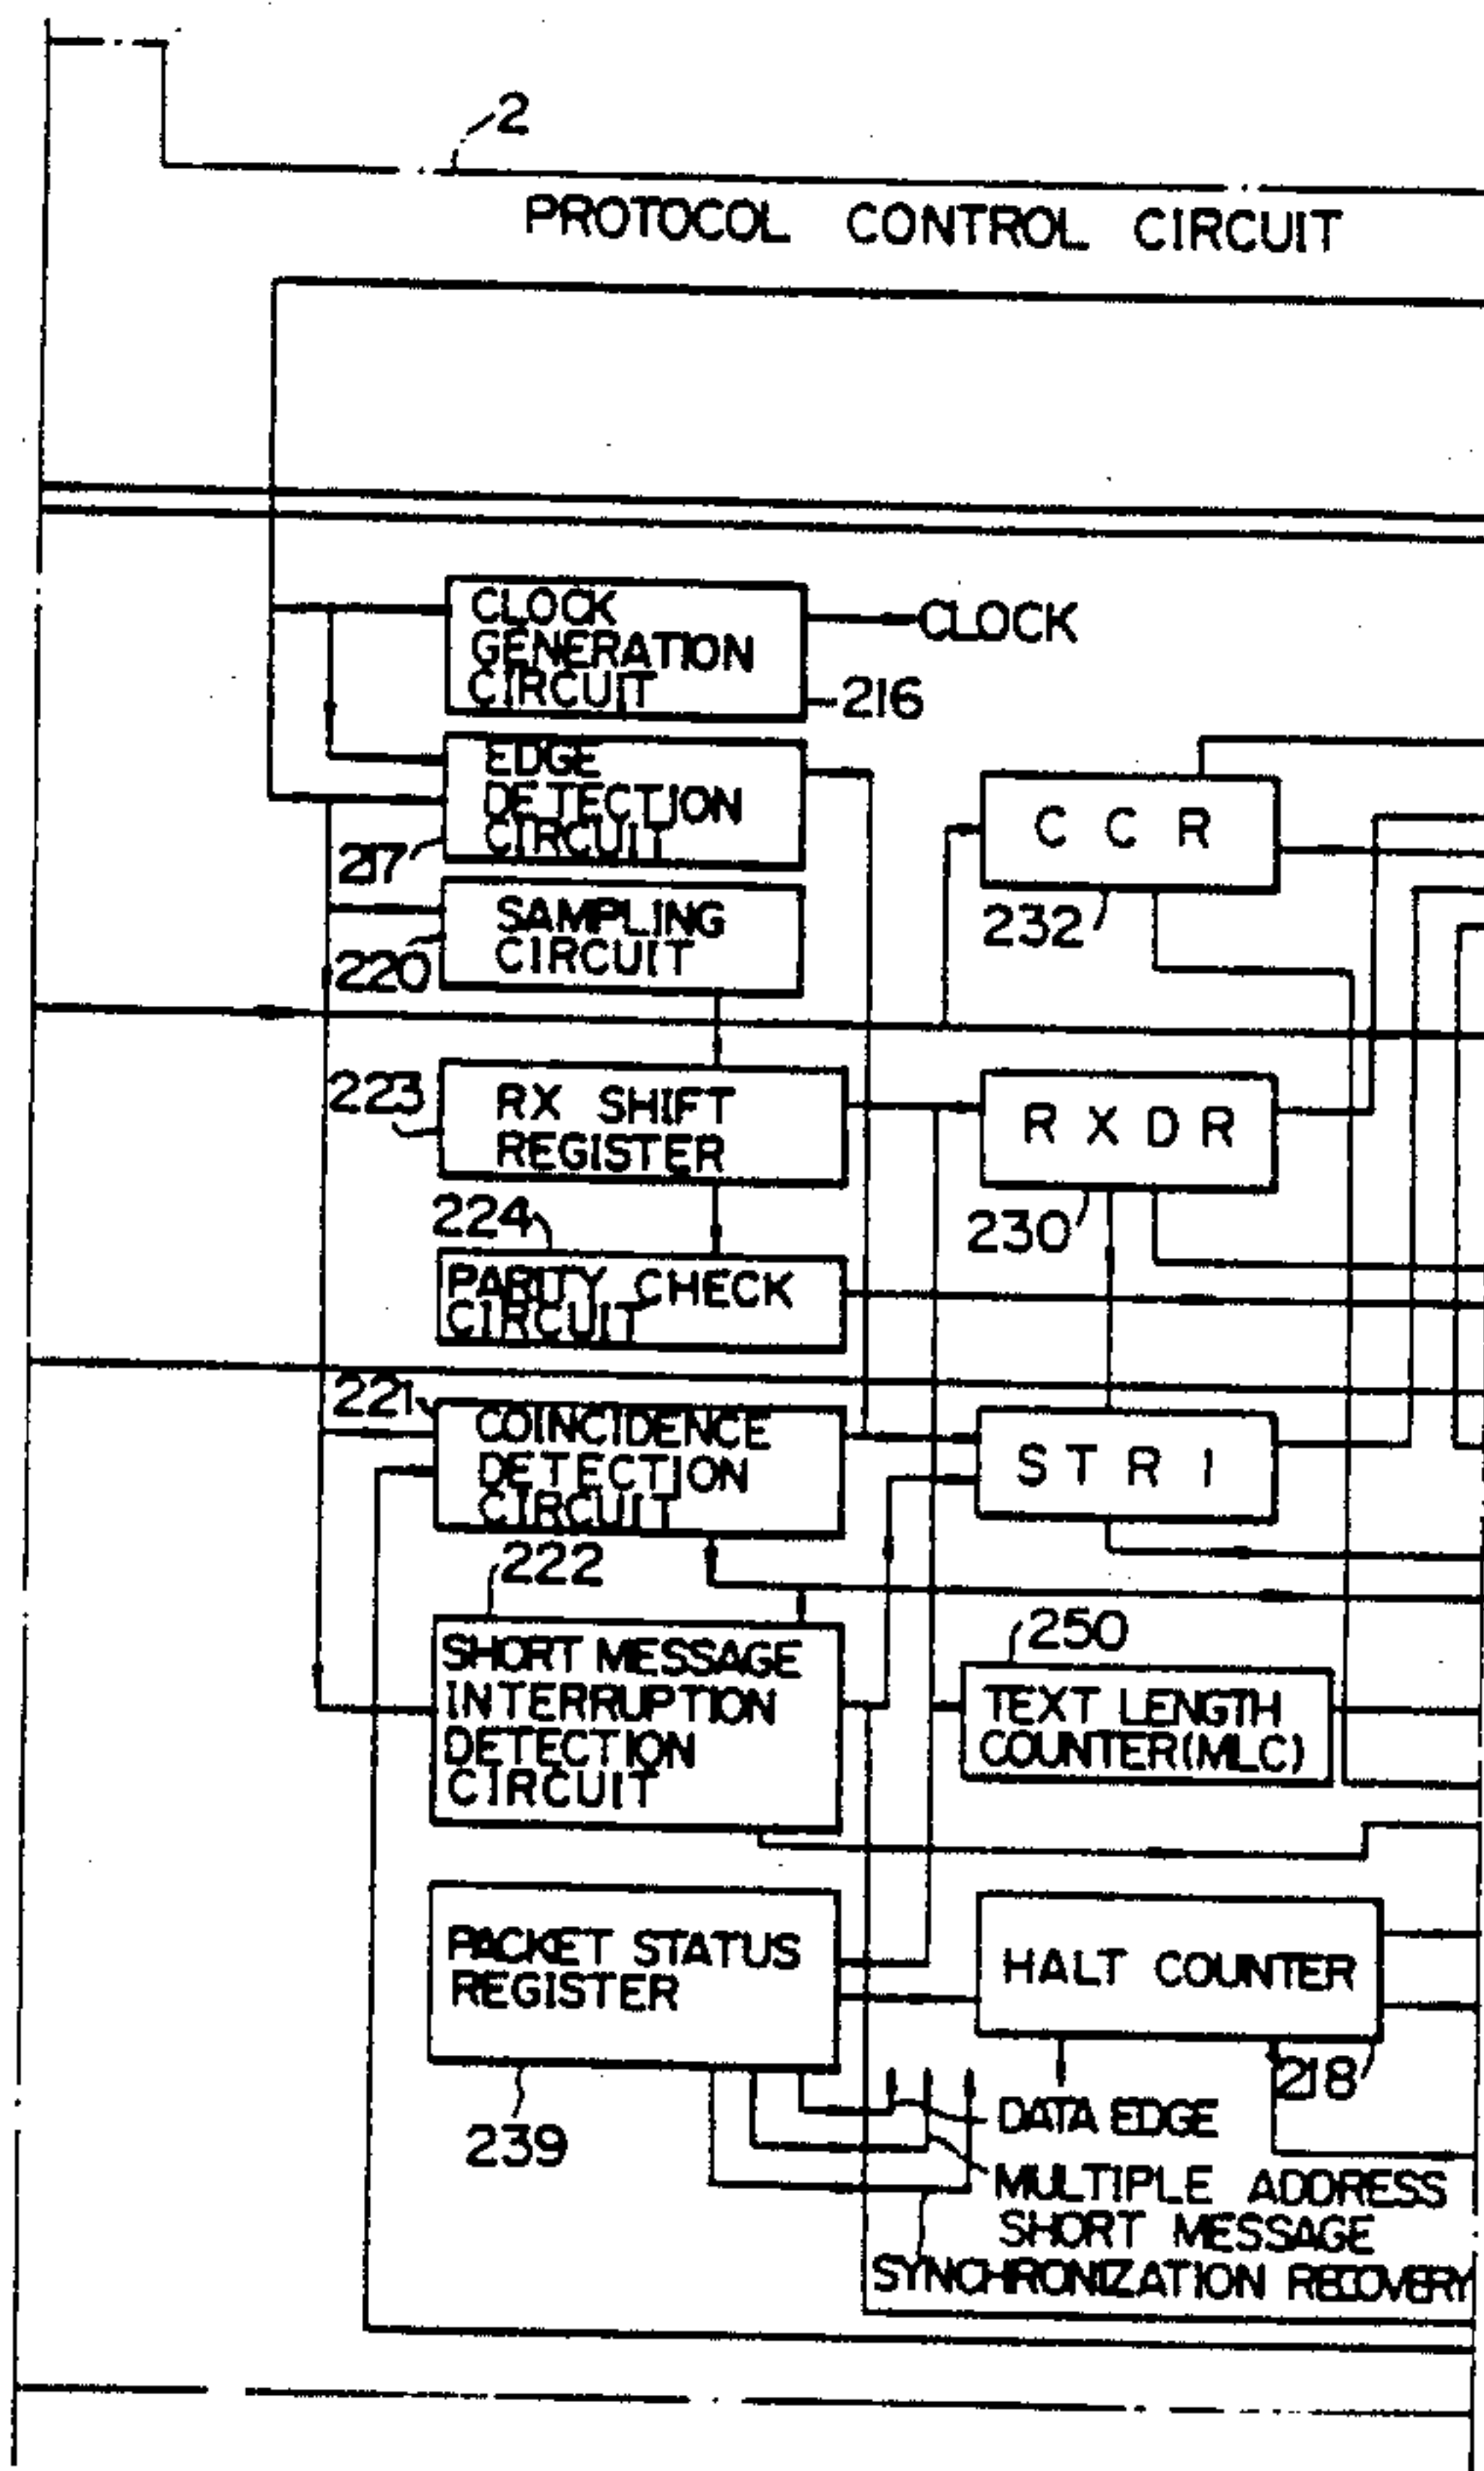 2
PROTOCOL CONTROL CIRCUIT
CLOCK
GENERATION
CIRCUIT
CLOCK
216
EDGE
DETECTION
CIRCUIT
217
C C R
232
SAMPLING
CIRCUIT
220
223
RX SHIFT
REGISTER
R X D R
230
224
PARITY CHECK
CIRCUIT
221
COINCIDENCE
DETECTION
CIRCUIT
S T R 1
222
SHORT MESSAGE
INTERRUPTION
DETECTION
CIRCUIT
250
TEXT LENGTH
COUNTER(MLC)
PACKET STATUS
REGISTER
239
HALT COUNTER
218
DATA EDGE
MULTIPLE ADDRESS
SHORT MESSAGE
SYNCHRONIZATION RECOVERY